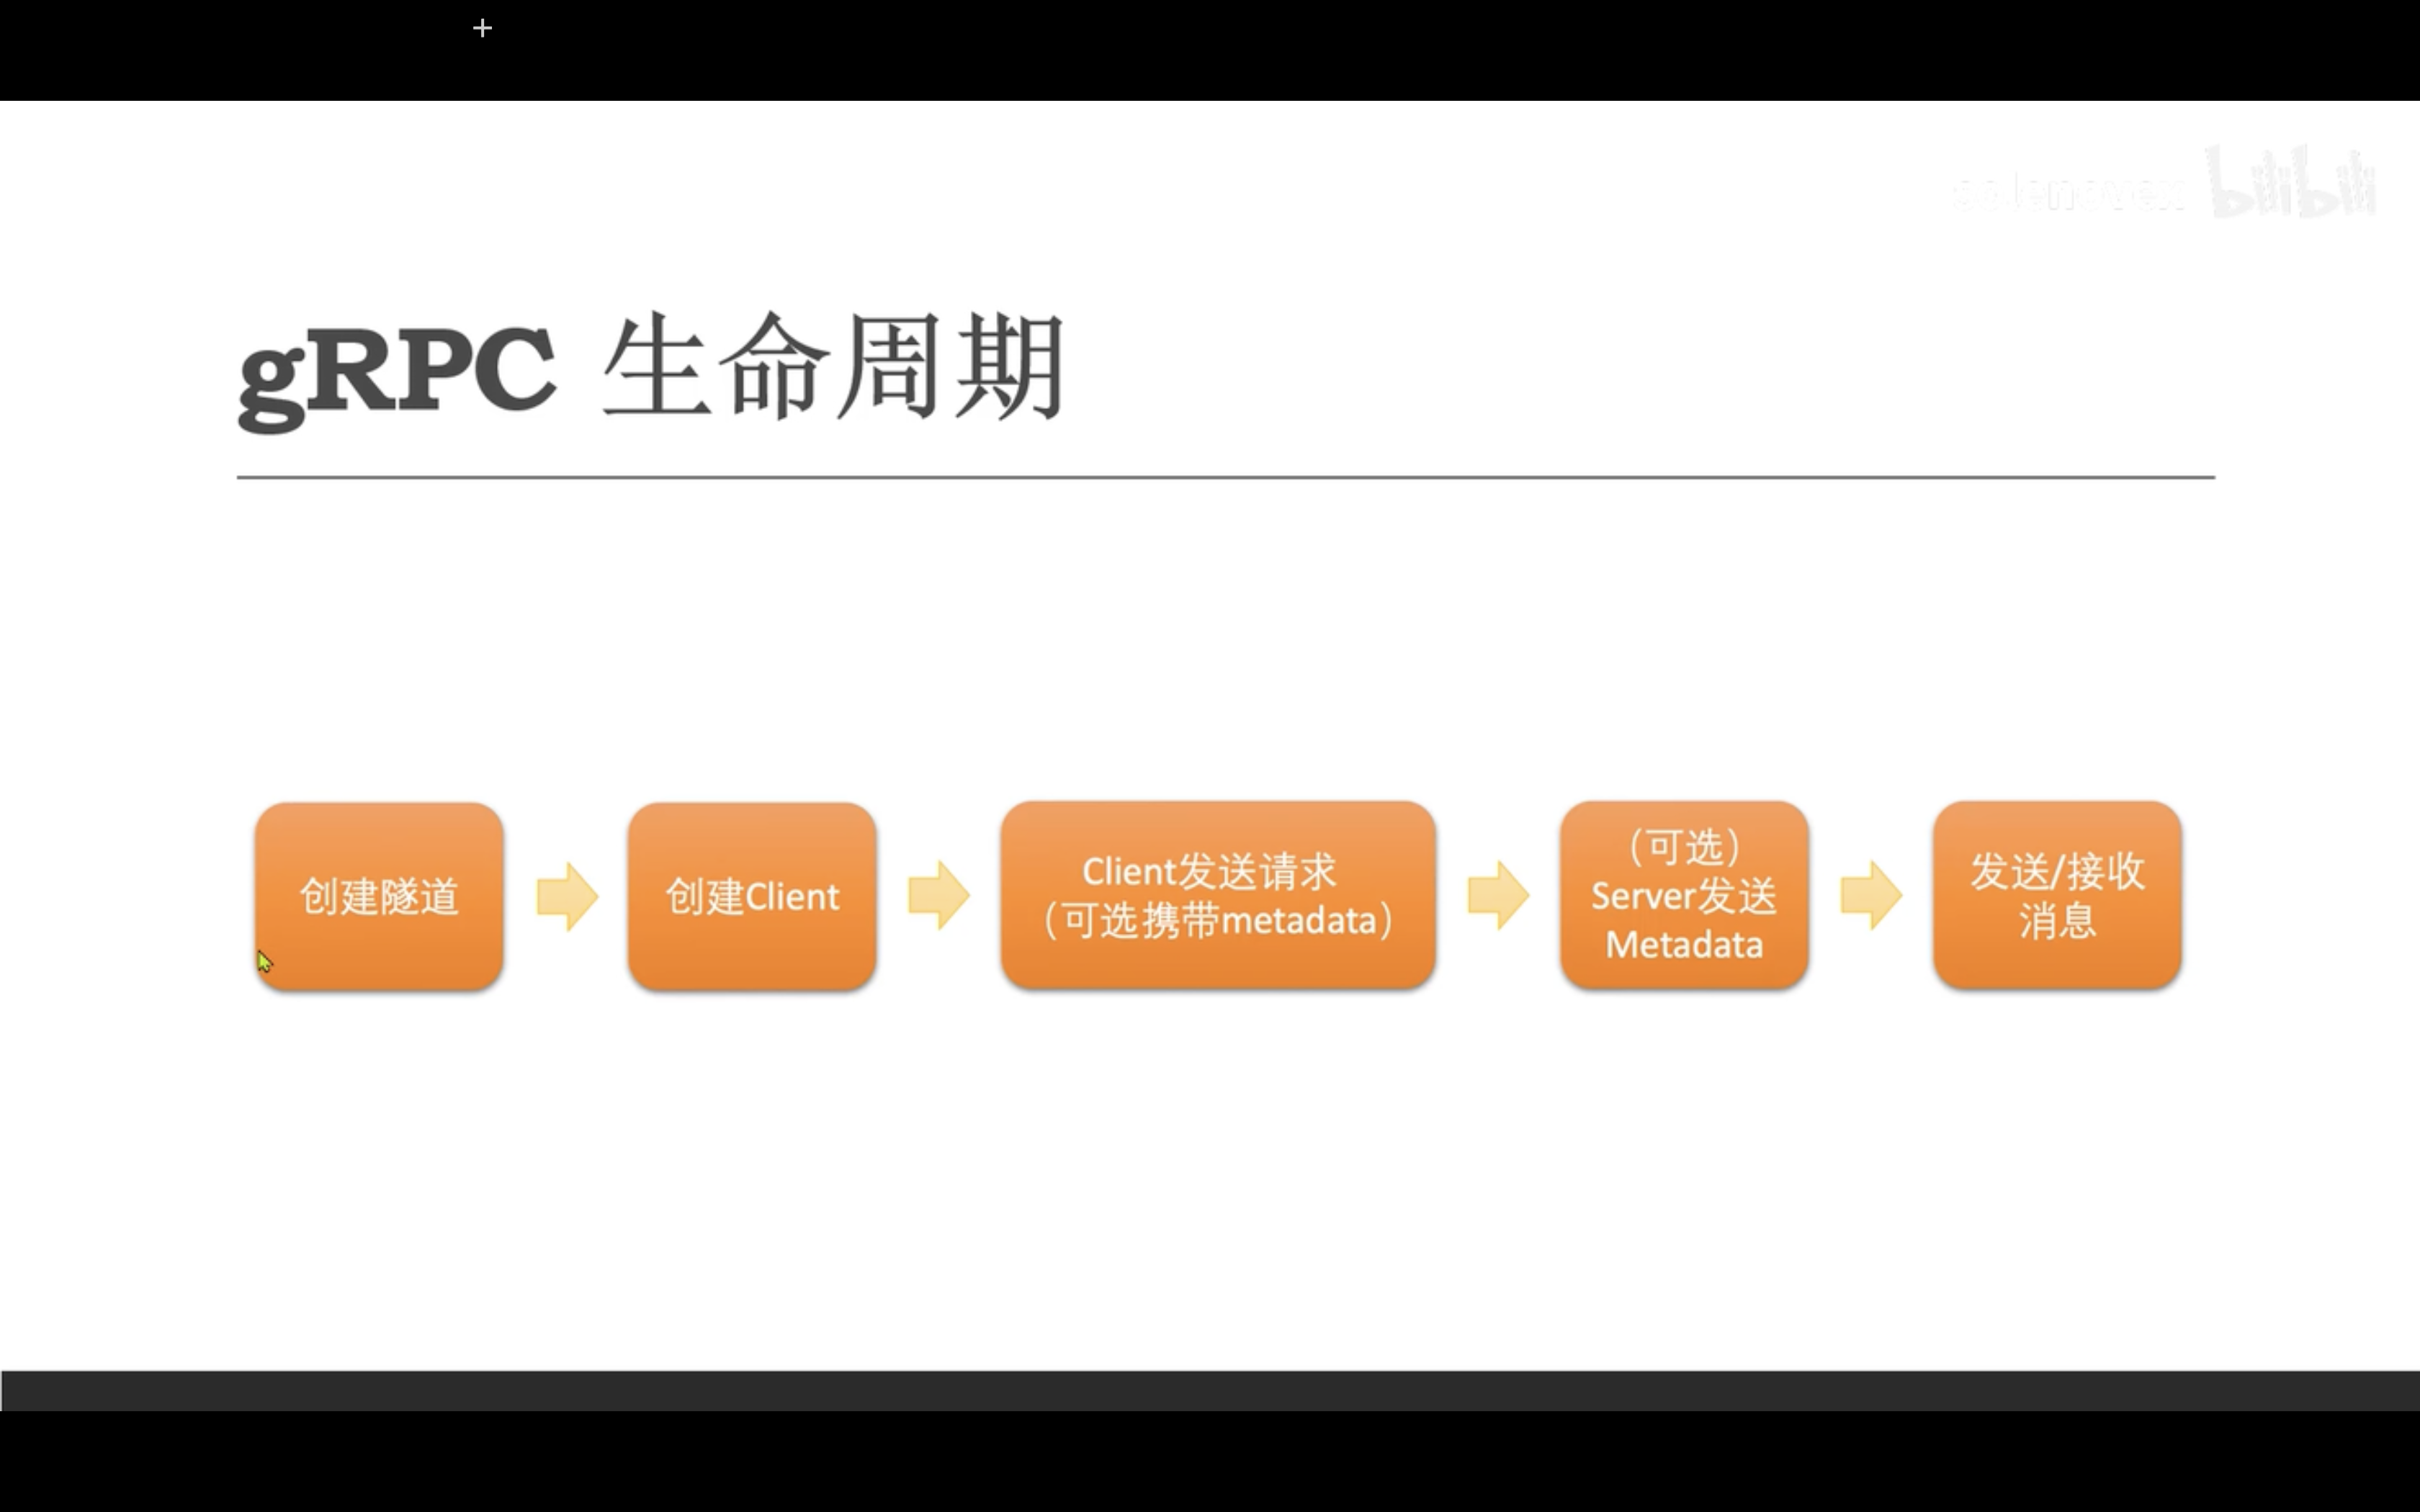 solenovex bilibili
gRPC 生命周期
创建隧道
创建Client
Client发送请求
（可选携带metadata）
（可选）
Server发送
Metadata
发送/接收
消息